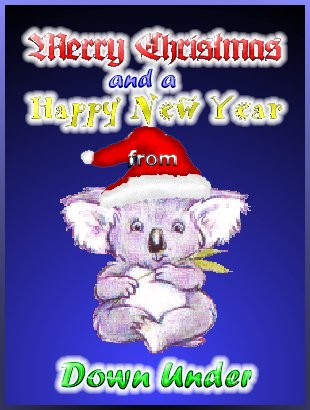 Merry Christmas
and a
Happy New Year
from
Down Under